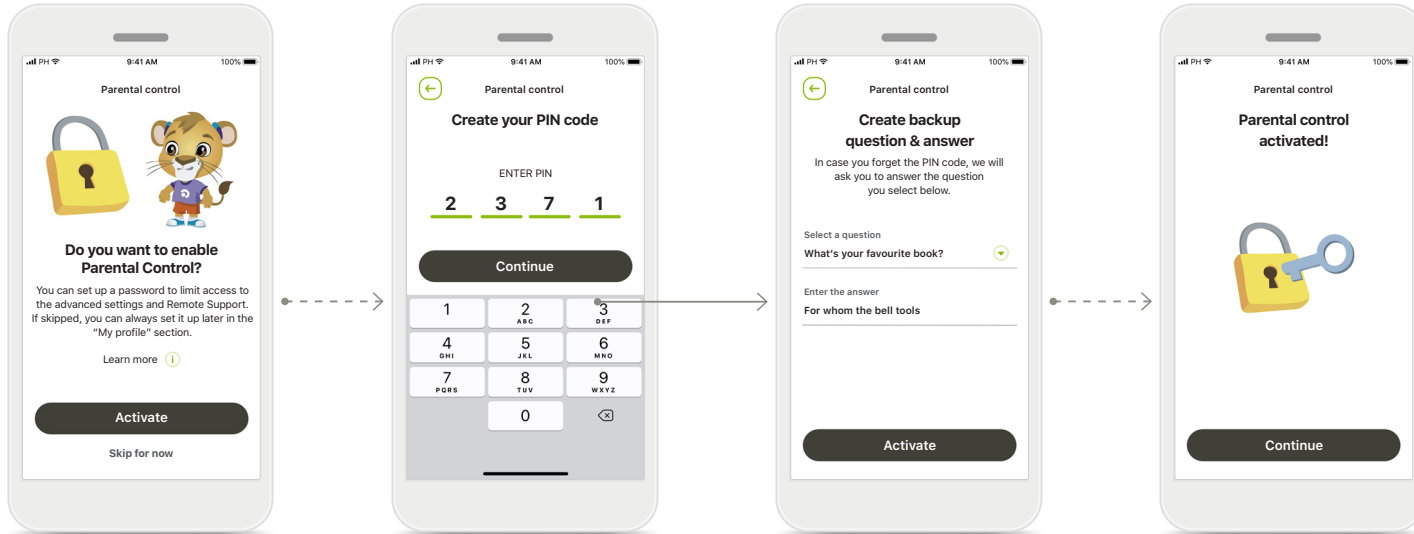 PH 9:41 AM 100%
Parental control
Do you want to enable
Parental Control?
You can set up a password to limit access to
the advanced settings and Remote Support.
If skipped, you can always set it up later in the
“My profile” section.
Learn more i
Activate
Skip for now
PH 9:41 AM 100%
Parental control
Create your PIN code
ENTER PIN
2 3 7 1
Continue
1 2 3
ABC DEF
4 5 6
GHI JKL MNO
7 8 9
PQRS TUV WXYZ
0
PH 9:41 AM 100%
Parental control
Create backup
question & answer
In case you forget the PIN code, we will
ask you to answer the question
you select below.
Select a question
What's your favourite book?
Enter the answer
For whom the bell tools
Activate
PH 9:41 AM 100%
Parental control
Parental control
activated!
Continue